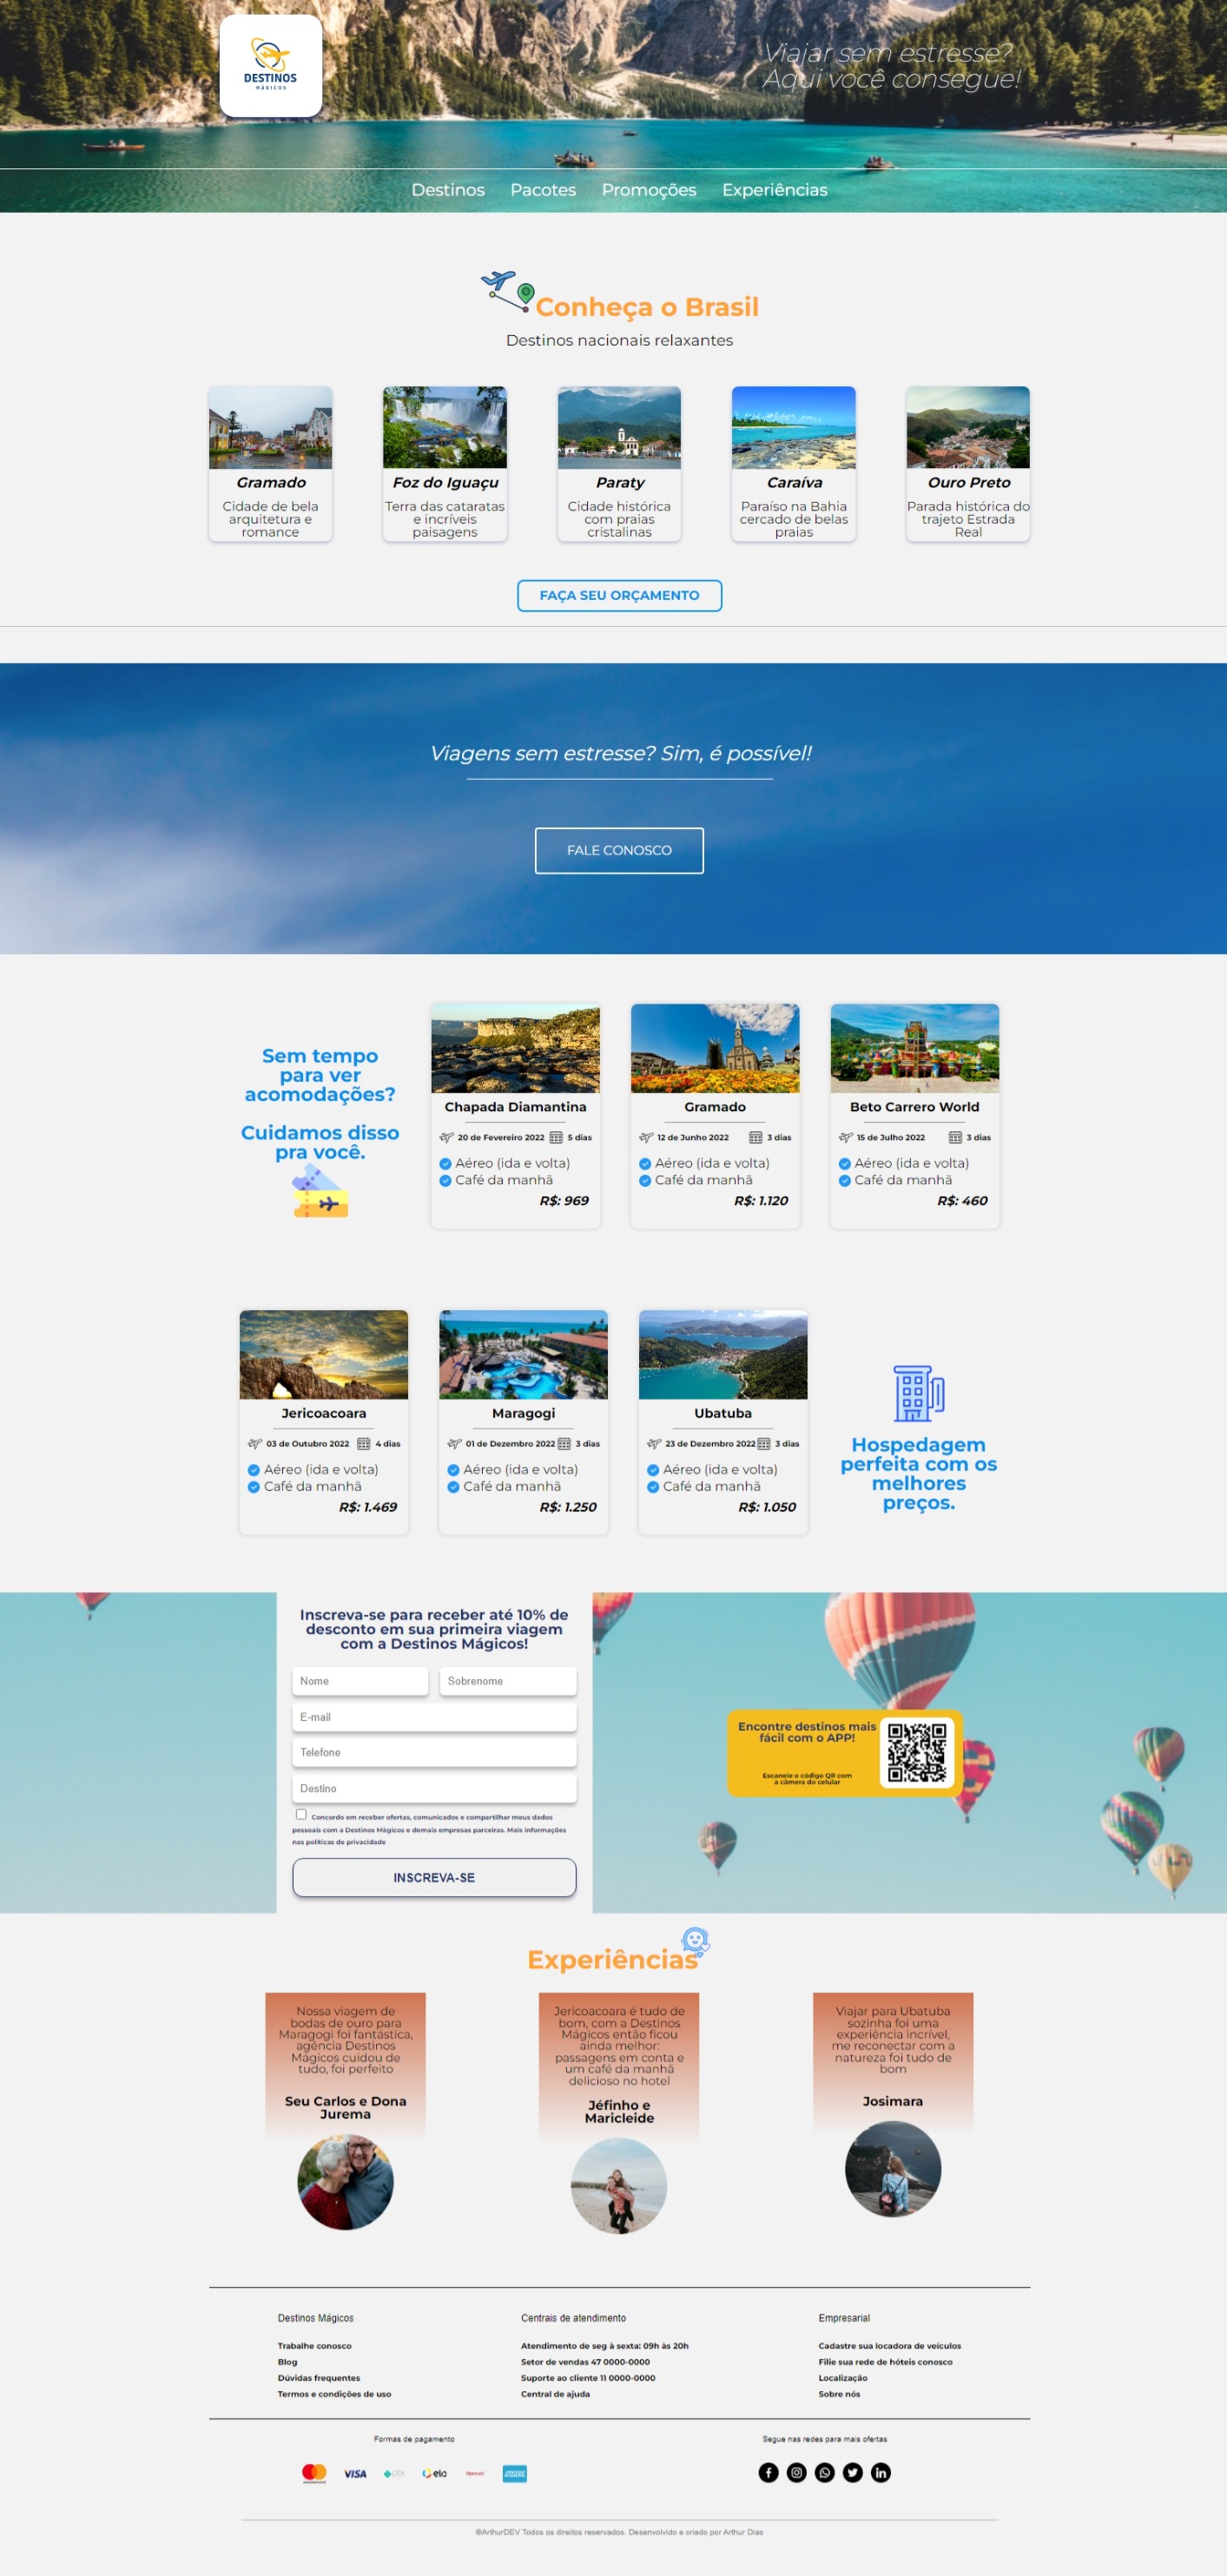 DESTINOS
MÁGICOS
Viajar sem estresse?
Aqui você consegue!
Destinos Pacotes Promoções Experiências
Conheça o Brasil
Destinos nacionais relaxantes
Gramado
Cidade de bela
arquitetura e
romance
Foz do Iguaçu
Terra das cataratas
e incríveis
paisagens
Paraty
Cidade histórica
com praias
cristalinas
Caraíva
Paraíso na Bahia
cercado de belas
praias
Ouro Preto
Parada histórica do
trajeto Estrada
Real
FAÇA SEU ORÇAMENTO
Viagens sem estresse? Sim, é possível!
FALE CONOSCO
Sem tempo
para ver
acomodações?
Cuidamos disso
pra você.
Chapada Diamantina
20 de Fevereiro 2022 5 dias
Aéreo (ida e volta)
Café da manhã
R$: 969
Gramado
12 de Junho 2022 3 dias
Aéreo (ida e volta)
Café da manhã
R$: 1.120
Beto Carrero World
15 de Julho 2022 3 dias
Aéreo (ida e volta)
Café da manhã
R$: 460
Jericoacoara
03 de Outubro 2022 4 dias
Aéreo (ida e volta)
Café da manhã
R$: 1.469
Maragogi
01 de Dezembro 2022 3 dias
Aéreo (ida e volta)
Café da manhã
R$: 1.250
Ubatuba
23 de Dezembro 2022 3 dias
Aéreo (ida e volta)
Café da manhã
R$: 1.050
Hospedagem
perfeita com os
melhores
preços.
Inscreva-se para receber até 10% de
desconto em sua primeira viagem
com a Destinos Mágicos!
Nome
Sobrenome
E-mail
Telefone
Destino
Concordo em receber ofertas, comunicados e compartilhar meus dados
pessoais com a Destinos Mágicos e demais empresas parceiras. Mais informações
nas políticas de privacidade
INSCREVA-SE
Encontre destinos mais
fácil com o APP!
Escaneie o código QR com
a câmera do celular
Experiências
Nossa viagem de
bodas de ouro para
Maragogi foi fantástica,
agência Destinos
Mágicos cuidou de
tudo, foi perfeito
Seu Carlos e Dona
Jurema
Jericoacoara é tudo de
bom, com a Destinos
Mágicos então ficou
ainda melhor:
passagens em conta e
um café da manhã
delicioso no hotel
Jéfinho e
Maricleide
Viajar para Ubatuba
sozinha foi uma
experiência incrível,
me reconectar com a
natureza foi tudo de
bom
Josimara
Destinos Mágicos
Trabalhe conosco
Blog
Dúvidas frequentes
Termos e condições de uso
Centrais de atendimento
Atendimento de seg à sexta: 09h às 20h
Setor de vendas 47 0000-0000
Suporte ao cliente 11 0000-0000
Central de ajuda
Empresarial
Cadastre sua locadora de veículos
Filie sua rede de hóteis conosco
Localização
Sobre nós
Formas de pagamento
VISA
pix
elo
Segue nas redes para mais ofertas
©ArthurDEV Todos os direitos reservados. Desenvolvido e criado por Arthur Dias